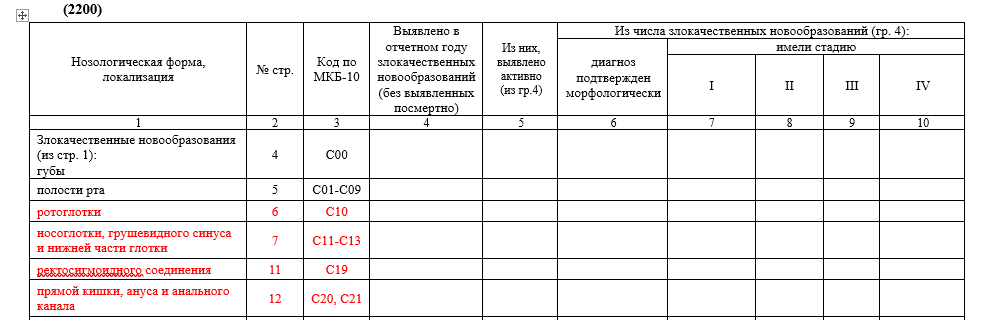 (2200)
Нозологическая форма,
локализация
№ стр.
Код по
МКБ-10
Выявлено в
отчетном году
злокачественных
новообразований
(без выявленных
посмертно)
Из них,
выявлено
активно
(из гр.4)
Из числа злокачественных новообразований (гр. 4):
диагноз
подтвержден
морфологически
имели стадию
I
II
III
IV
1 2 3 4 5 6 7 8 9 10
Злокачественные новообразования
(из стр. 1):
губы
4
C00
полости рта 5 C01-C09
ротоглотки 6 C10
носоглотки, грушевидного синуса
и нижней части глотки
7
C11-C13
ректосигмоидного соединения 11 C19
прямой кишки, ануса и анального
канала
12
C20, C21